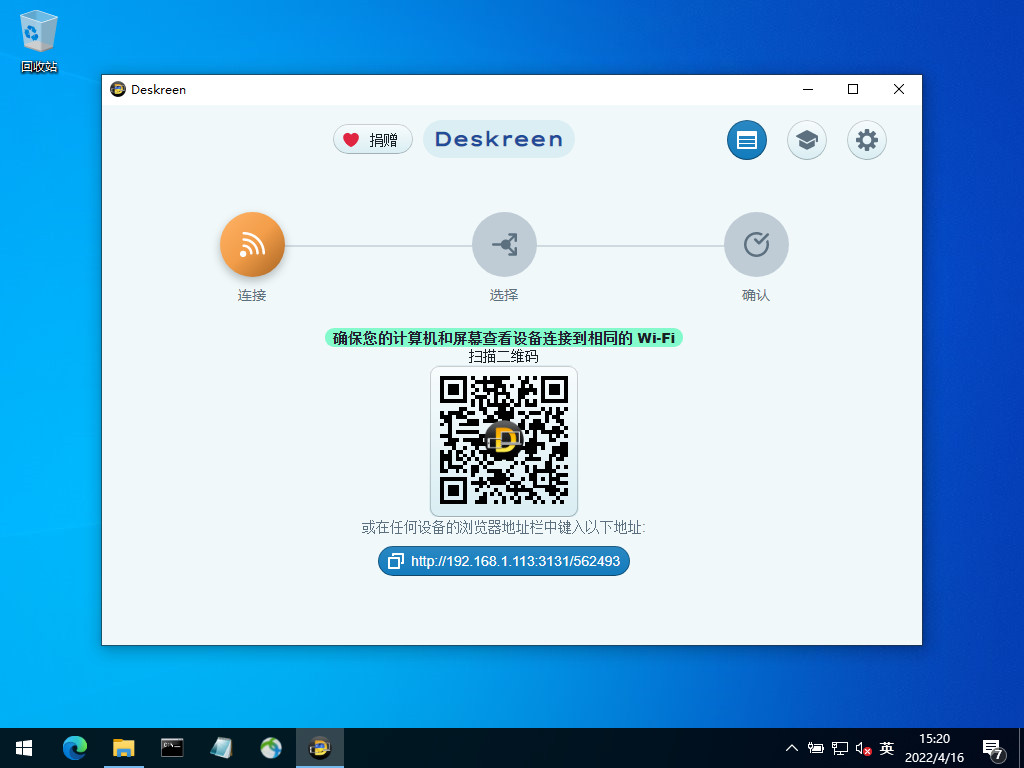 回收站
Deskreen
捐赠
Deskreen
连接
选择
确认
确保您的计算机和屏幕查看设备连接到相同的 Wi-Fi
扫描二维码
D
或在任何设备的浏览器地址栏中键入以下地址:
http://192.168.1.113:3131/562493
英
15:20
2022/4/16
7